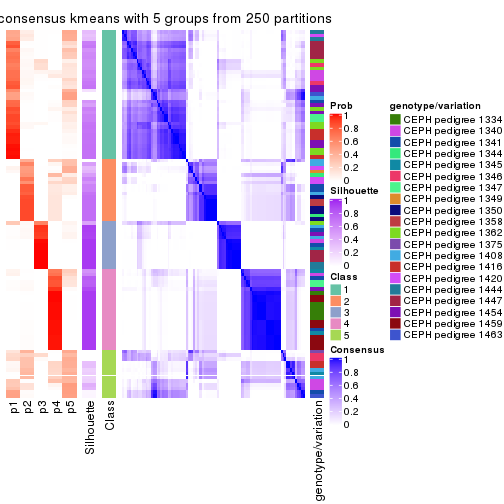 consensus kmeans with 5 groups from 250 partitions
Prob
1
0.8
0.6
0.4
0.2
0
Silhouette
1
0.8
0.6
0.4
0.2
0
Class
1
2
3
4
5
Consensus
1
0.8
0.6
0.4
0.2
0
genotype/variation
CEPH pedigree 1334
CEPH pedigree 1340
CEPH pedigree 1341
CEPH pedigree 1344
CEPH pedigree 1345
CEPH pedigree 1346
CEPH pedigree 1347
CEPH pedigree 1349
CEPH pedigree 1350
CEPH pedigree 1358
CEPH pedigree 1362
CEPH pedigree 1375
CEPH pedigree 1408
CEPH pedigree 1416
CEPH pedigree 1420
CEPH pedigree 1444
CEPH pedigree 1447
CEPH pedigree 1454
CEPH pedigree 1459
CEPH pedigree 1463
p1
p2
p3
p4
p5
Silhouette
Class
genotype/variation